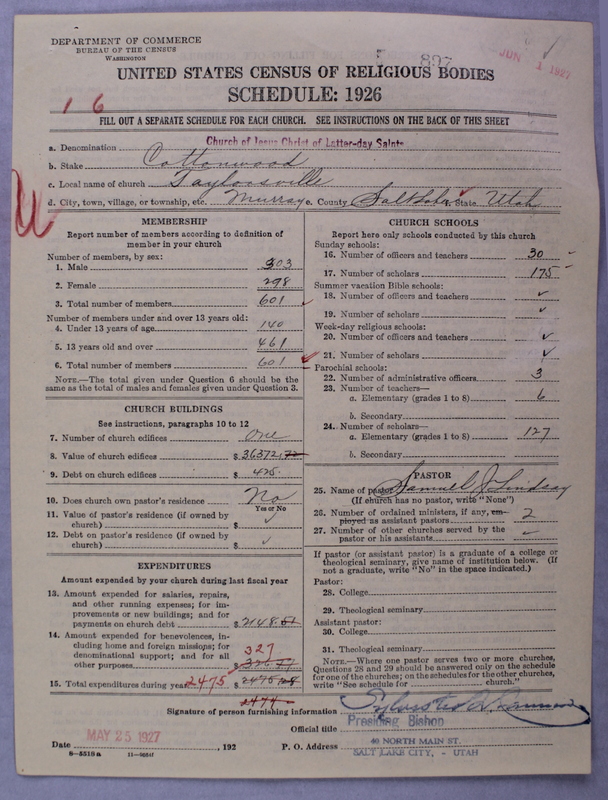 DEPARTMENT OF COMMERCE
BUREAU OF THE CENSUS
WASHINGTON
897
JUN 1 1927
UNITED STATES CENSUS OF RELIGIOUS BODIES
SCHEDULE: 1926
1 6
FILL OUT A SEPARATE SCHEDULE FOR EACH CHURCH. SEE INSTRUCTIONS ON THE BACK OF THIS SHEET
a. Denomination Church of Jesus Christ of Latter-day Saints
b. Stake Cottonwood
c. Local name of church Taylorsville
d. City, town, village, or township, etc. Murray e. County Salt Lake State Utah
MEMBERSHIP
Report number of members according to definition of
member in your church
Number of members, by sex:
1. Male 303
2. Female 298
3. Total number of members 601
Number of members under and over 13 years old:
4. Under 13 years of age 140
5. 13 years old and over 461
6. Total number of members 601
NOTE.—The total given under Question 6 should be the
same as the total of males and females given under Question 3.
CHURCH BUILDINGS
See instructions, paragraphs 10 to 12
7. Number of church edifices One
8. Value of church edifices $ 36372.72
9. Debt on church edifices $ 425.
10. Does church own pastor's residence No
Yes or No
11. Value of pastor's residence (if owned by
church) $
12. Debt on pastor's residence (if owned by
church) $
EXPENDITURES
Amount expended by your church during last fiscal year
13. Amount expended for salaries, repairs,
and other running expenses; for im-
provements or new buildings; and for
payments on church debt $ 2148.51
14. Amount expended for benevolences, in-
cluding home and foreign missions; for
denominational support; and for all
other purposes $ 327
15. Total expenditures during year 2475 $
2474
CHURCH SCHOOLS
Report here only schools conducted by this church
Sunday schools:
16. Number of officers and teachers 30
17. Number of scholars 175
Summer vacation Bible schools:
18. Number of officers and teachers
19. Number of scholars
Week-day religious schools:
20. Number of officers and teachers
21. Number of scholars
Parochial schools:
22. Number of administrative officers 3
23. Number of teachers—
a. Elementary (grades 1 to 8) 6
b. Secondary
24. Number of scholars—
a. Elementary (grades 1 to 8) 127
b. Secondary
PASTOR
25. Name of pastor Samuel J. Lindsay
(If church has no pastor, write "None")
26. Number of ordained ministers, if any, em-
ployed as assistant pastors 2
27. Number of other churches served by the
pastor or his assistants
If pastor (or assistant pastor) is a graduate of a college or
theological seminary, give name of institution below. (If
not a graduate, write "No" in the space indicated.)
Pastor:
28. College
29. Theological seminary
Assistant pastor:
30. College
31. Theological seminary
NOTE.—Where one pastor serves two or more churches,
Questions 28 and 29 should be answered only on the schedule
for one of the churches; on the schedules for the other churches,
write "See schedule for church."
Signature of person furnishing information Sylvester Q. Cannon
Official title Presiding Bishop
Date MAY 25 1927, 192 P. O. Address 40 NORTH MAIN ST.
SALT LAKE CITY, - UTAH
8—5518 a